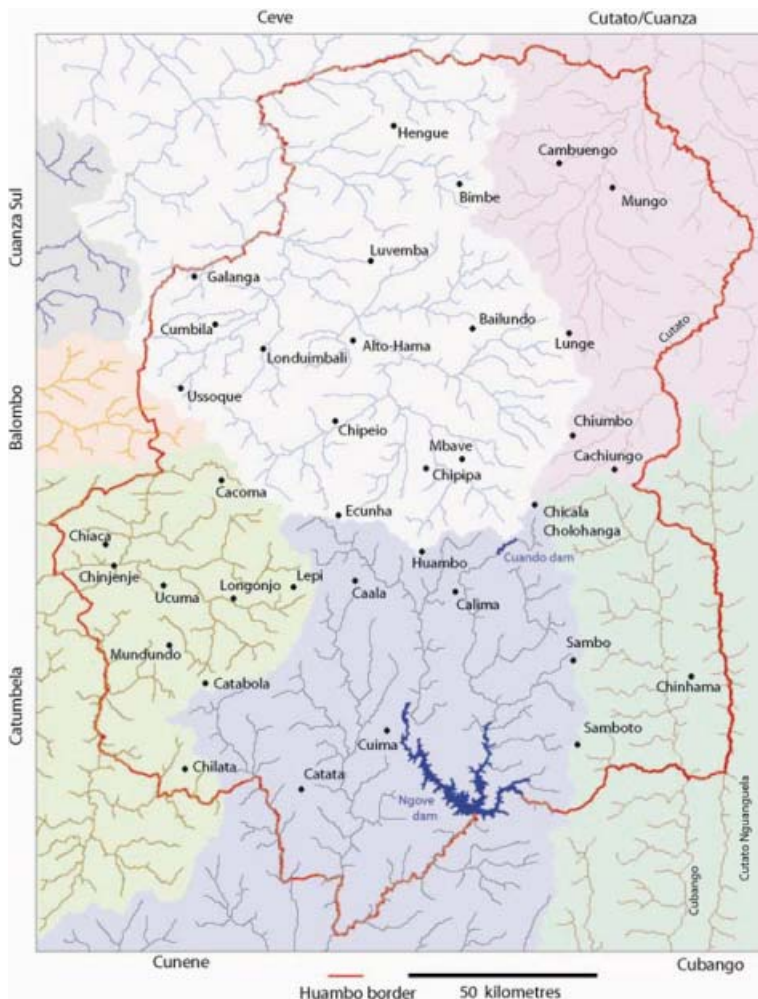 Ceve
Cutato/Cuanza
Hengue
Cambuengo
Bimbe
Mungo
Cuanza Sul
Luvemba
Galanga
Cumbila
Bailundo
Cutato
Alto-Hama
Lunge
Londuimbali
Ussoque
Balombo
Chipeio
Chiumbo
Mbave
Cachiungo
Chipipa
Cacoma
Ecunha
Chicala
Cholohanga
Chiaca
Huambo
Cuando dam
Chinjenje
Lepi
Ucuma
Longonjo
Caala
Calima
Mundundo
Sambo
Catabola
Chinhama
Catumbela
Cuima
Samboto
Chilata
Catata
Ngove
dam
Cubango
Cutato Nguanguela
Cunene
Cubango
Huambo border
50 kilometres